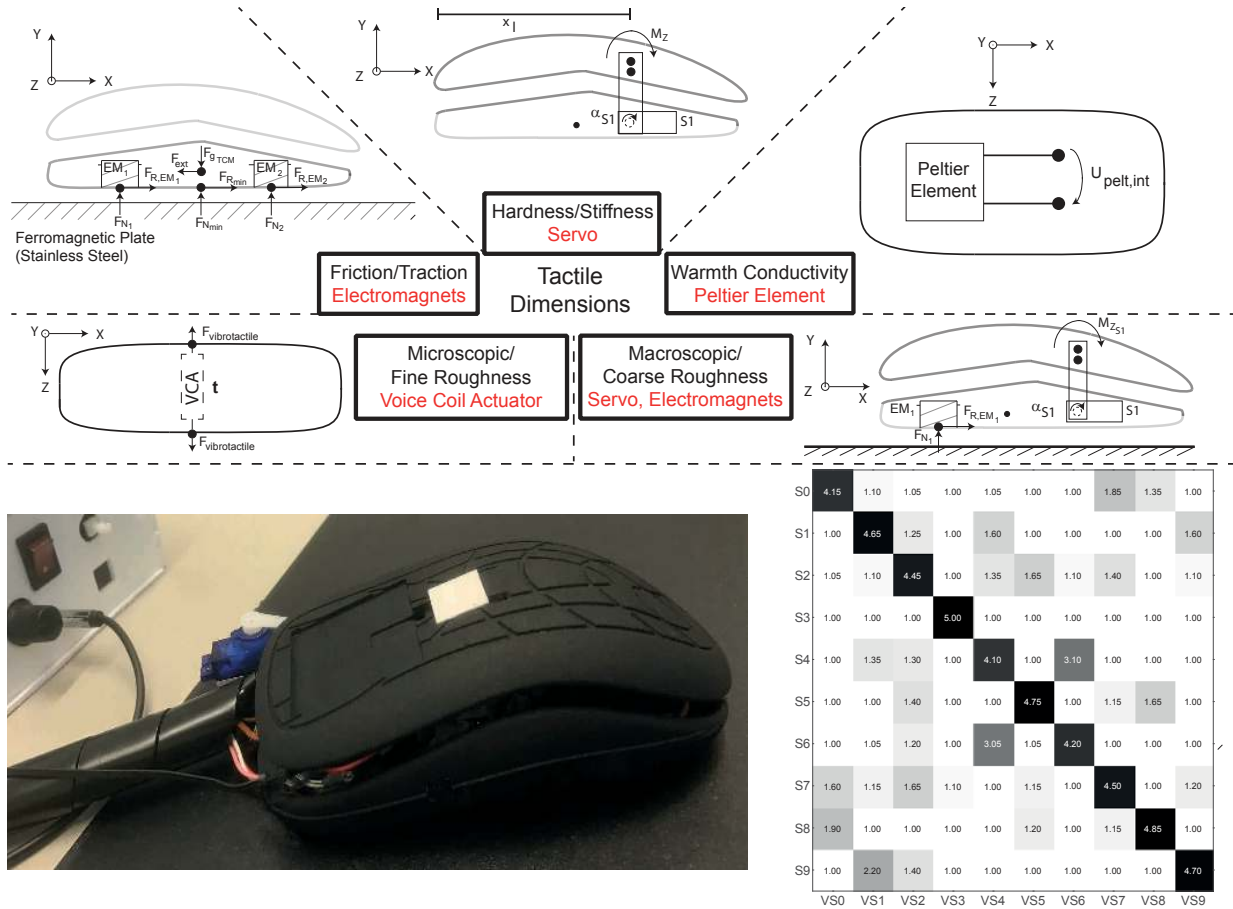 Y
X
Z
EM1
Fext
FgTCM
EM2
FR,EM1
FRmin
FR,EM2
FN1
FNmin
FN2
Ferromagnetic Plate
(Stainless Steel)
xl
Y
X
Z
MZ
αS1
S1
Y
X
Z
Peltier
Element
Upelt,int
Hardness/Stiffness
Servo
Friction/Traction
Electromagnets
Tactile
Dimensions
Warmth Conductivity
Peltier Element
Microscopic/
Fine Roughness
Voice Coil Actuator
Macroscopic/
Coarse Roughness
Servo, Electromagnets
Y
X
Z
Fvibrotactile
VCA
t
Fvibrotactile
Y
X
Z
MZS1
EM1
FR,EM1
αS1
S1
FN1
S0 4.15 1.10 1.05 1.00 1.05 1.00 1.00 1.85 1.35 1.00
S1 1.00 4.65 1.25 1.00 1.60 1.00 1.00 1.00 1.00 1.60
S2 1.05 1.10 4.45 1.00 1.35 1.65 1.10 1.40 1.00 1.10
S3 1.00 1.00 1.00 5.00 1.00 1.00 1.00 1.00 1.00 1.00
S4 1.00 1.35 1.30 1.00 4.10 1.00 3.10 1.00 1.00 1.00
S5 1.00 1.00 1.40 1.00 1.00 4.75 1.00 1.15 1.65 1.00
S6 1.00 1.05 1.20 1.00 3.05 1.05 4.20 1.00 1.00 1.00
S7 1.60 1.15 1.65 1.10 1.00 1.15 1.00 4.50 1.00 1.20
S8 1.90 1.00 1.00 1.00 1.00 1.20 1.00 1.15 4.85 1.00
S9 1.00 2.20 1.40 1.00 1.00 1.00 1.00 1.00 1.00 4.70
VS0 VS1 VS2 VS3 VS4 VS5 VS6 VS7 VS8 VS9